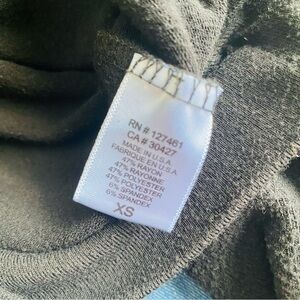 RN # 127461
CA # 30427
MADE IN U.S.A.
FABRIQUE EN U.S.A.
47% RAYON
47% RAYONNE
47% POLYESTER
47% POLYESTER
6% SPANDEX
6% SPANDEX
XS